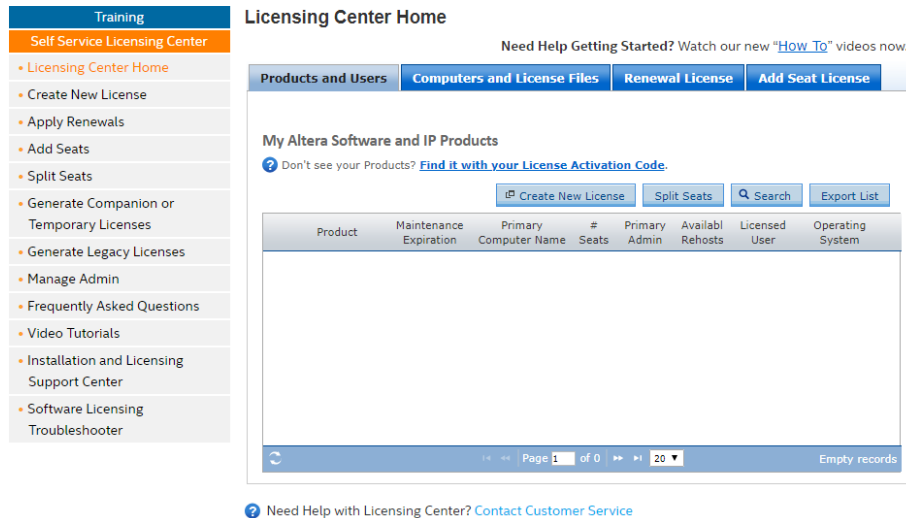 Training
Self Service Licensing Center
Licensing Center Home
Create New License
Apply Renewals
Add Seats
Split Seats
Generate Companion or
Temporary Licenses
Generate Legacy Licenses
Manage Admin
Frequently Asked Questions
Video Tutorials
Installation and Licensing
Support Center
Software Licensing
Troubleshooter
Licensing Center Home
Need Help Getting Started? Watch our new "How To" videos now
Products and Users Computers and License Files Renewal License Add Seat License
My Altera Software and IP Products
Don't see your Products? Find it with your License Activation Code.
Create New License Split Seats Search Export List
Product Maintenance Primary # Primary Availabl Licensed Operating
Expiration Computer Name Seats Admin Rehosts User System
Page 1 of 0 20 Empty records
Need Help with Licensing Center? Contact Customer Service